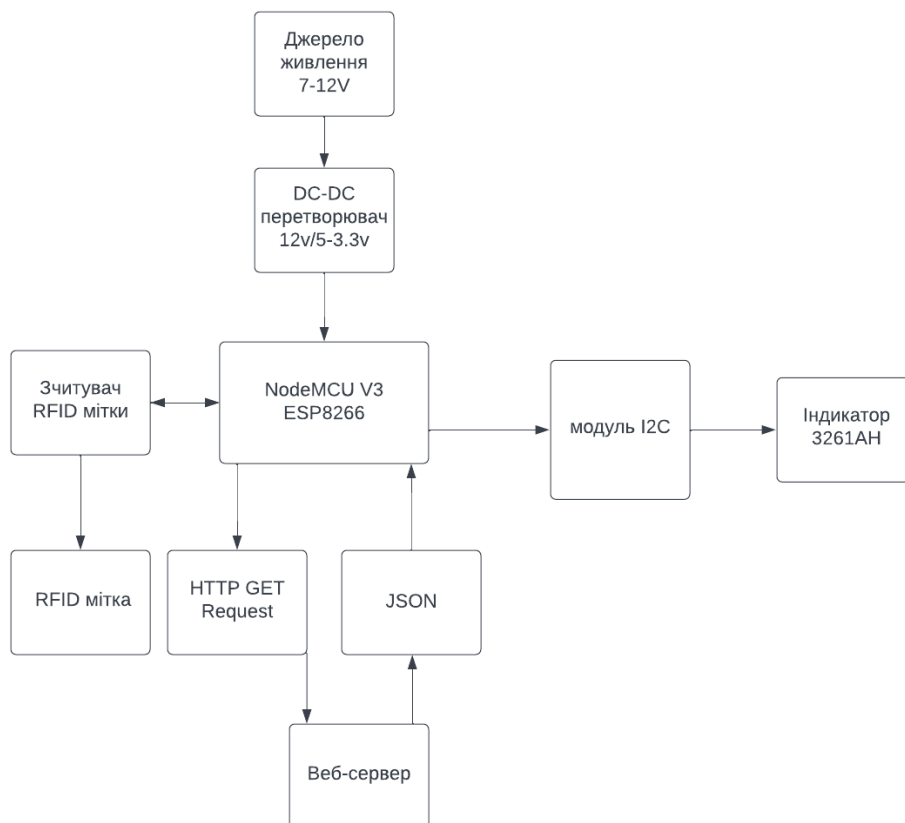 Джерело
живлення
7-12V
DC-DC
перетворювач
12v/5-3.3v
Зчитувач
RFID мітки
NodeMCU V3
ESP8266
модуль I2C
Індикатор
3261AH
RFID мітка
HTTP GET
Request
JSON
Веб-сервер